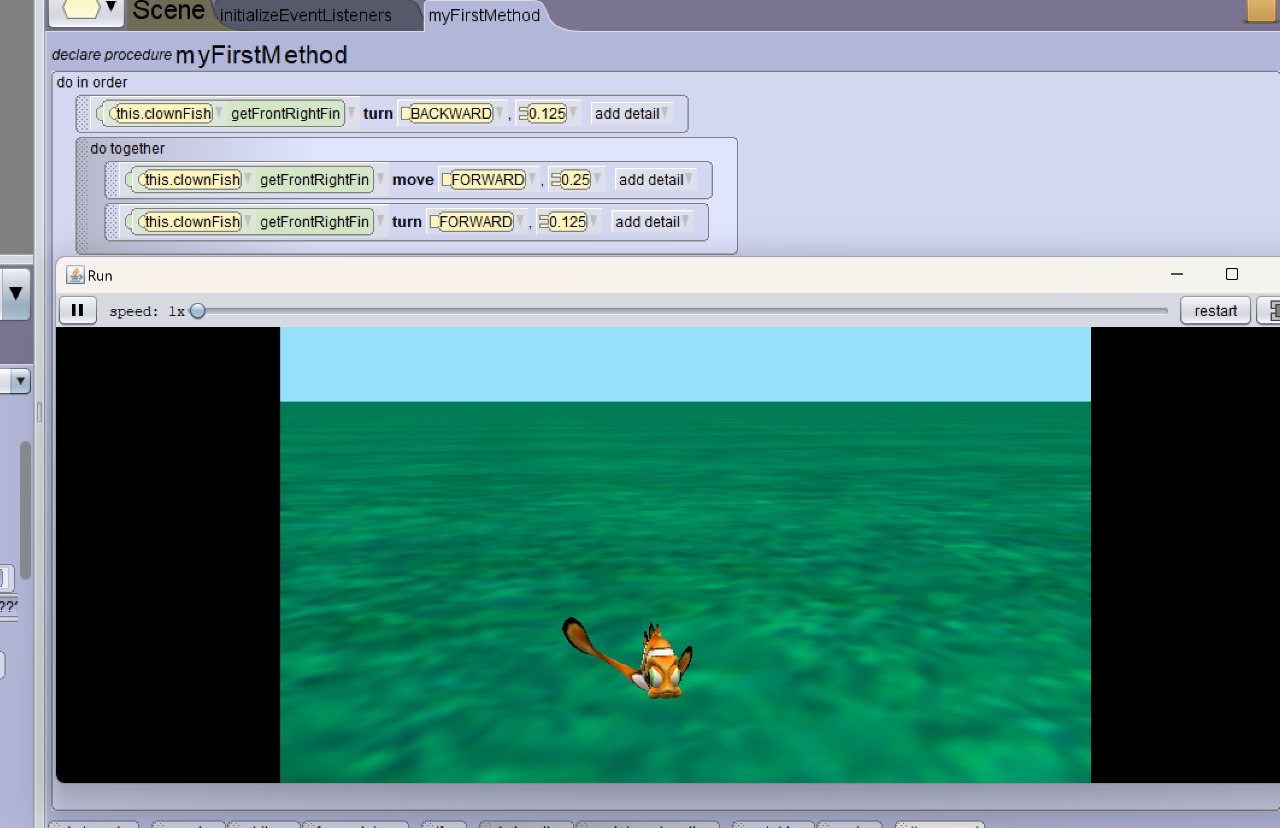 Scene initializeEventListeners myFirstMethod
declare procedure myFirstMethod
do in order
this.clownFish getFrontRightFin turn BACKWARD , 0.125 add detail
do together
this.clownFish getFrontRightFin move FORWARD , 0.25 add detail
this.clownFish getFrontRightFin turn FORWARD , 0.125 add detail
Run
speed: 1x restart
???